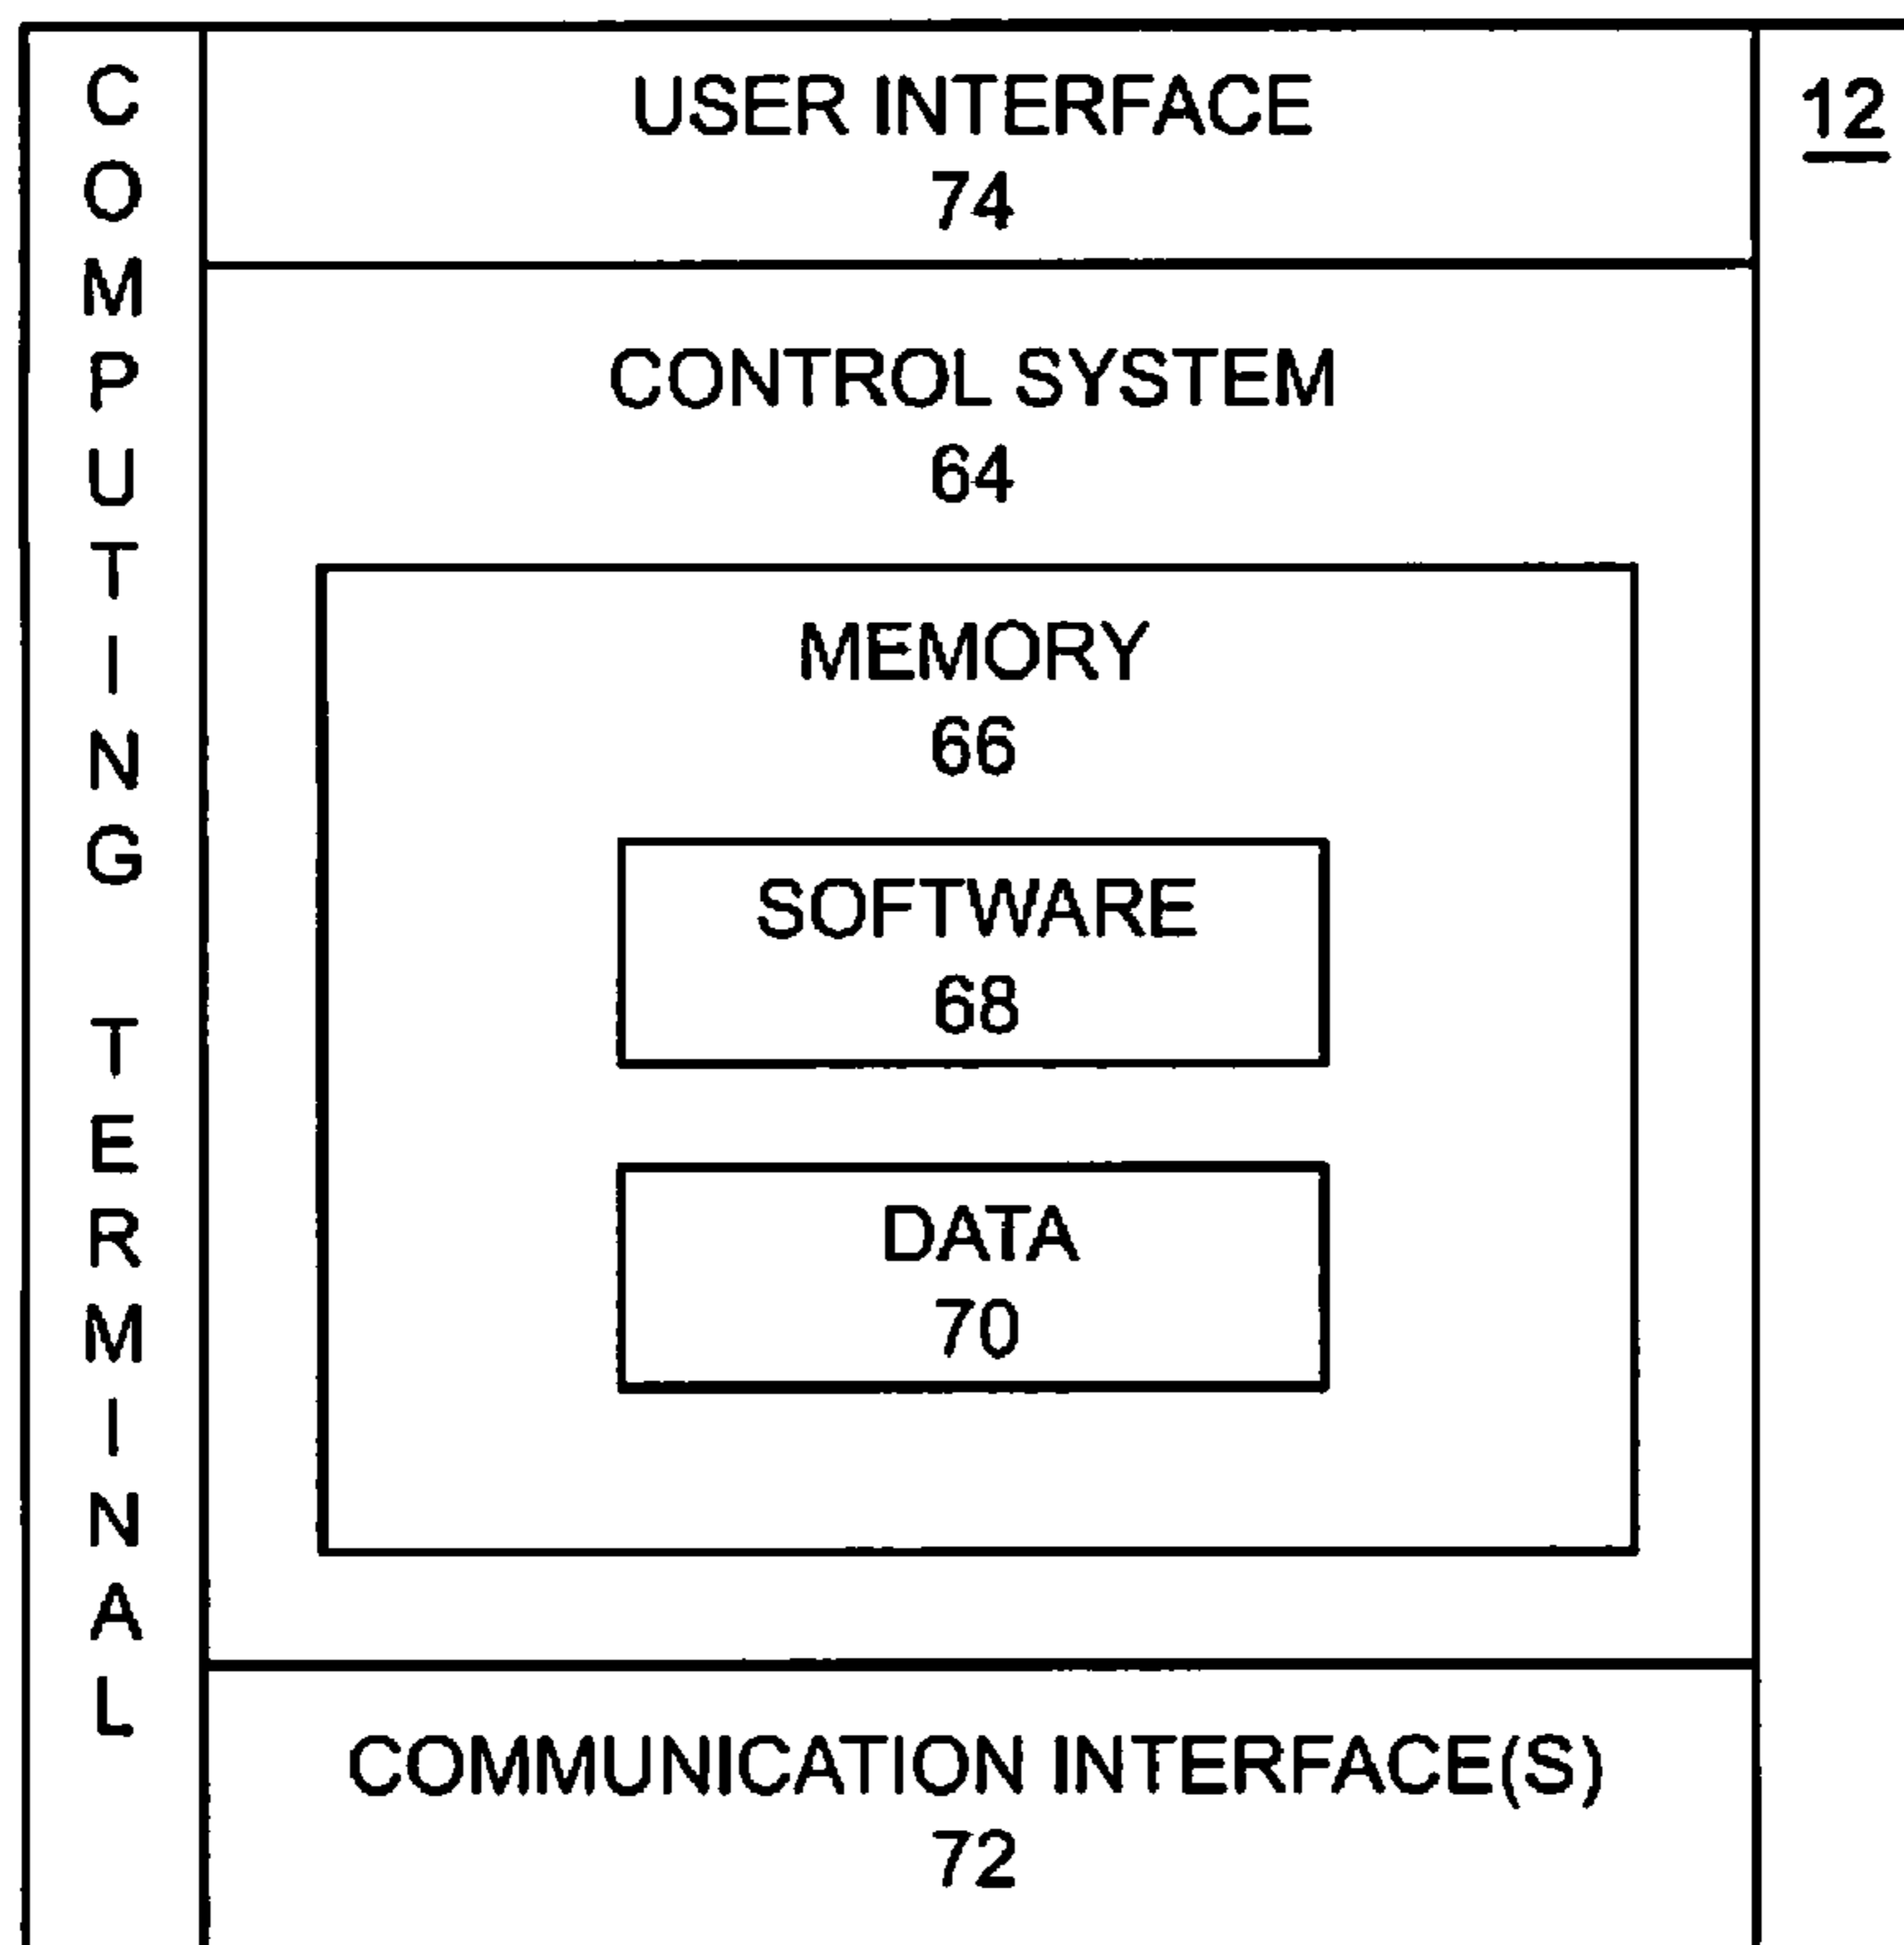 COMPUTING TERMINAL
USER INTERFACE
74
12
CONTROL SYSTEM
64
MEMORY
66
SOFTWARE
68
DATA
70
COMMUNICATION INTERFACE(S)
72